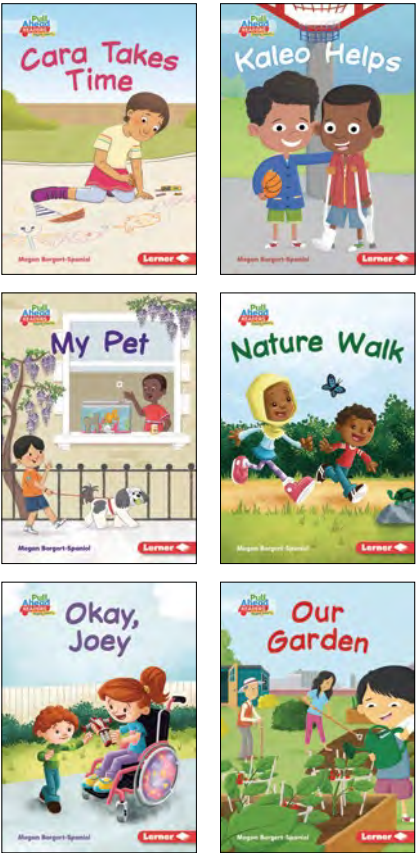 Pull
Ahead
READERS
Cara Takes
Time
Megan Borgert-Spaniol
Lerner
Pull
Ahead
READERS
Kaleo Helps
Megan Borgert-Spaniol
Lerner
Pull
Ahead
READERS
My Pet
Megan Borgert-Spaniol
Lerner
Pull
Ahead
READERS
Nature Walk
Megan Borgert-Spaniol
Lerner
Pull
Ahead
READERS
Okay,
Joey
Megan Borgert-Spaniol
Lerner
Pull
Ahead
READERS
Our
Garden
Megan Borgert-Spaniol
Lerner